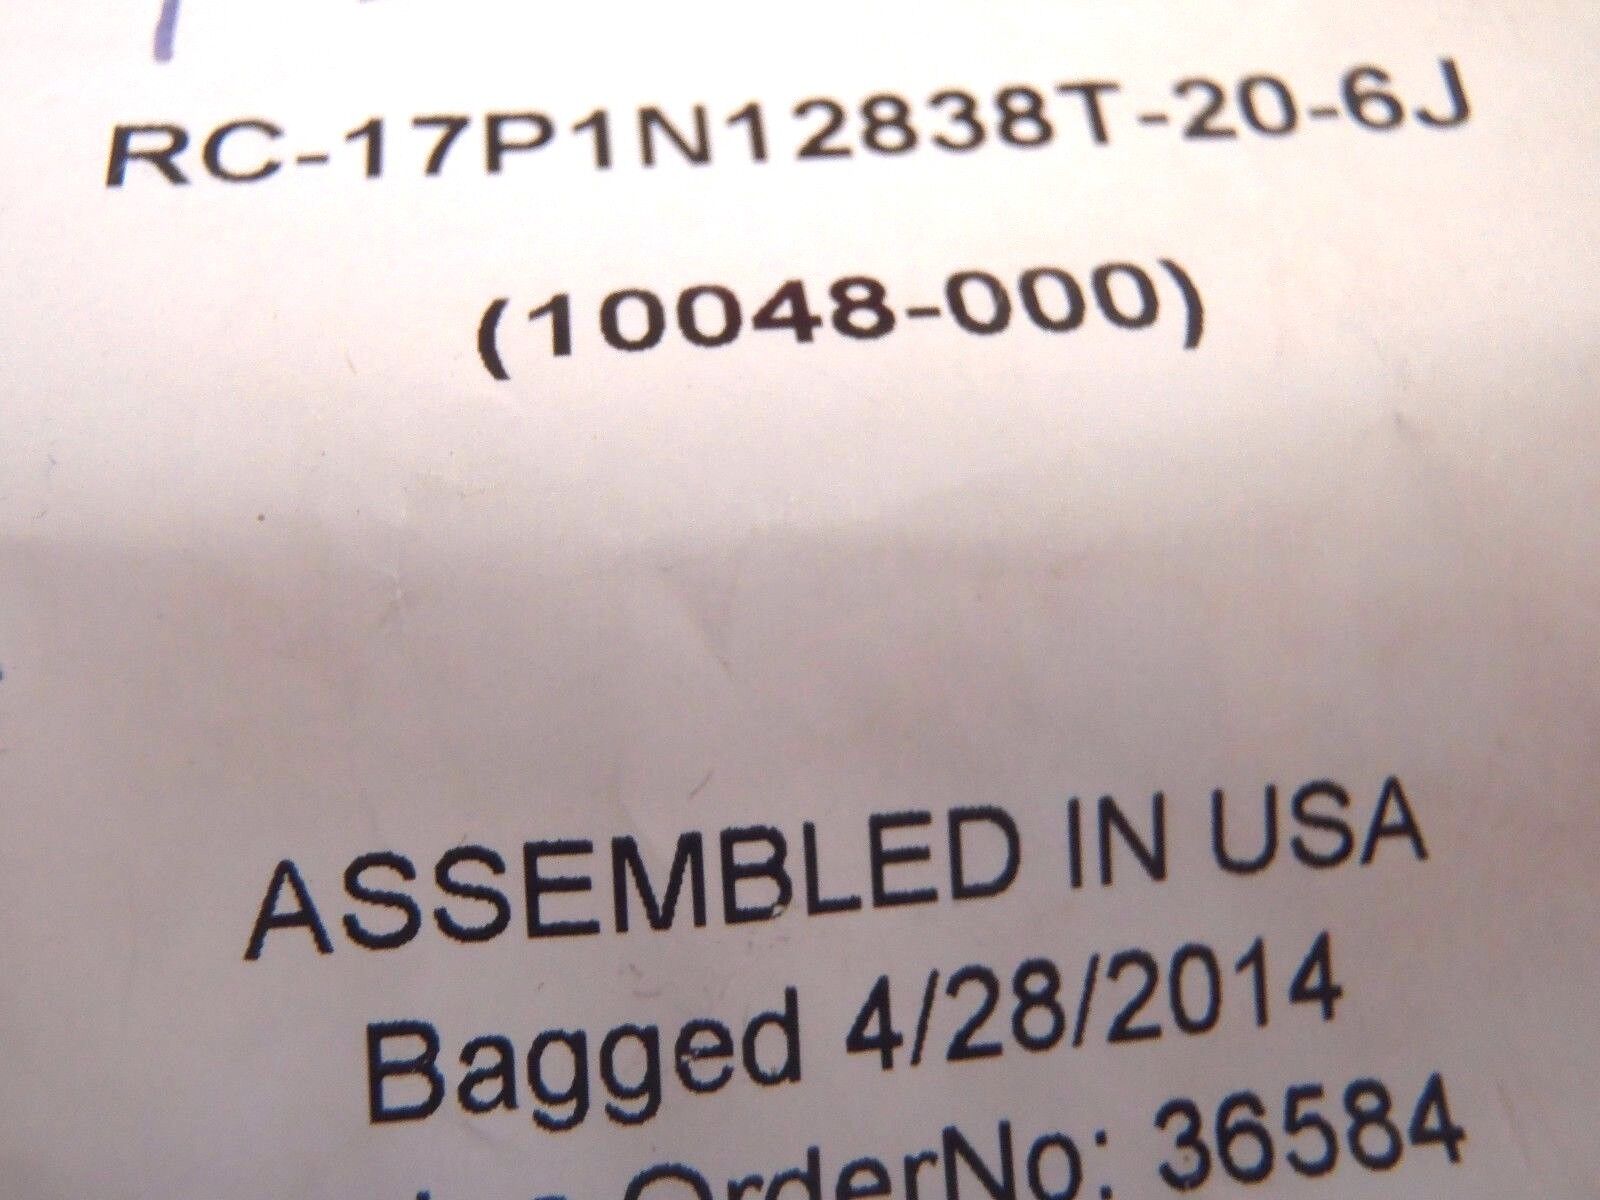 RC-17P1N12838T-20-6J
(10048-000)
ASSEMBLED IN USA
Bagged 4/28/2014
OrderNo: 36584